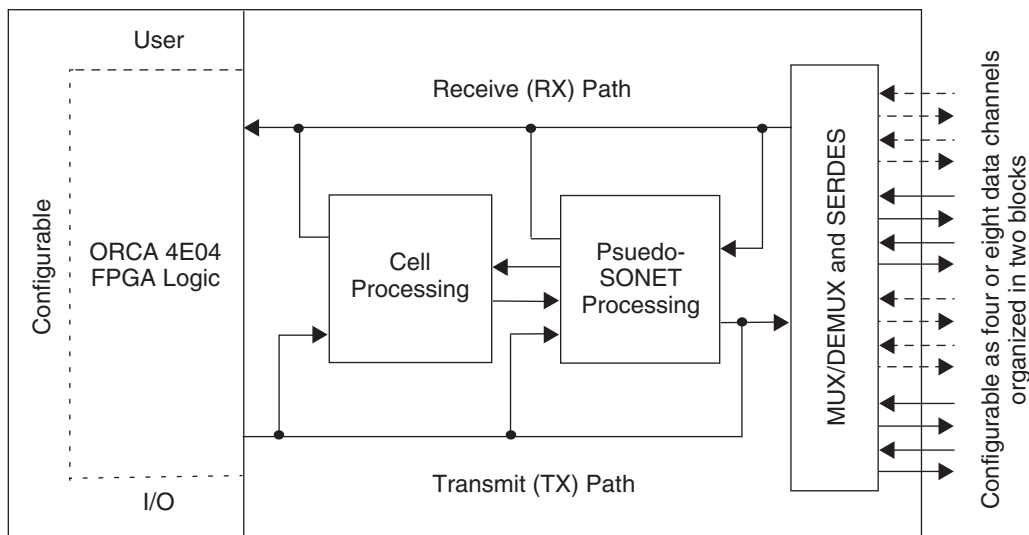 User
Configurable
ORCA 4E04
FPGA Logic
I/O
Receive (RX) Path
Cell
Processing
Psuedo-
SONET
Processing
Transmit (TX) Path
MUX/DEMUX and SERDES
Configurable as four or eight data channels
organized in two blocks